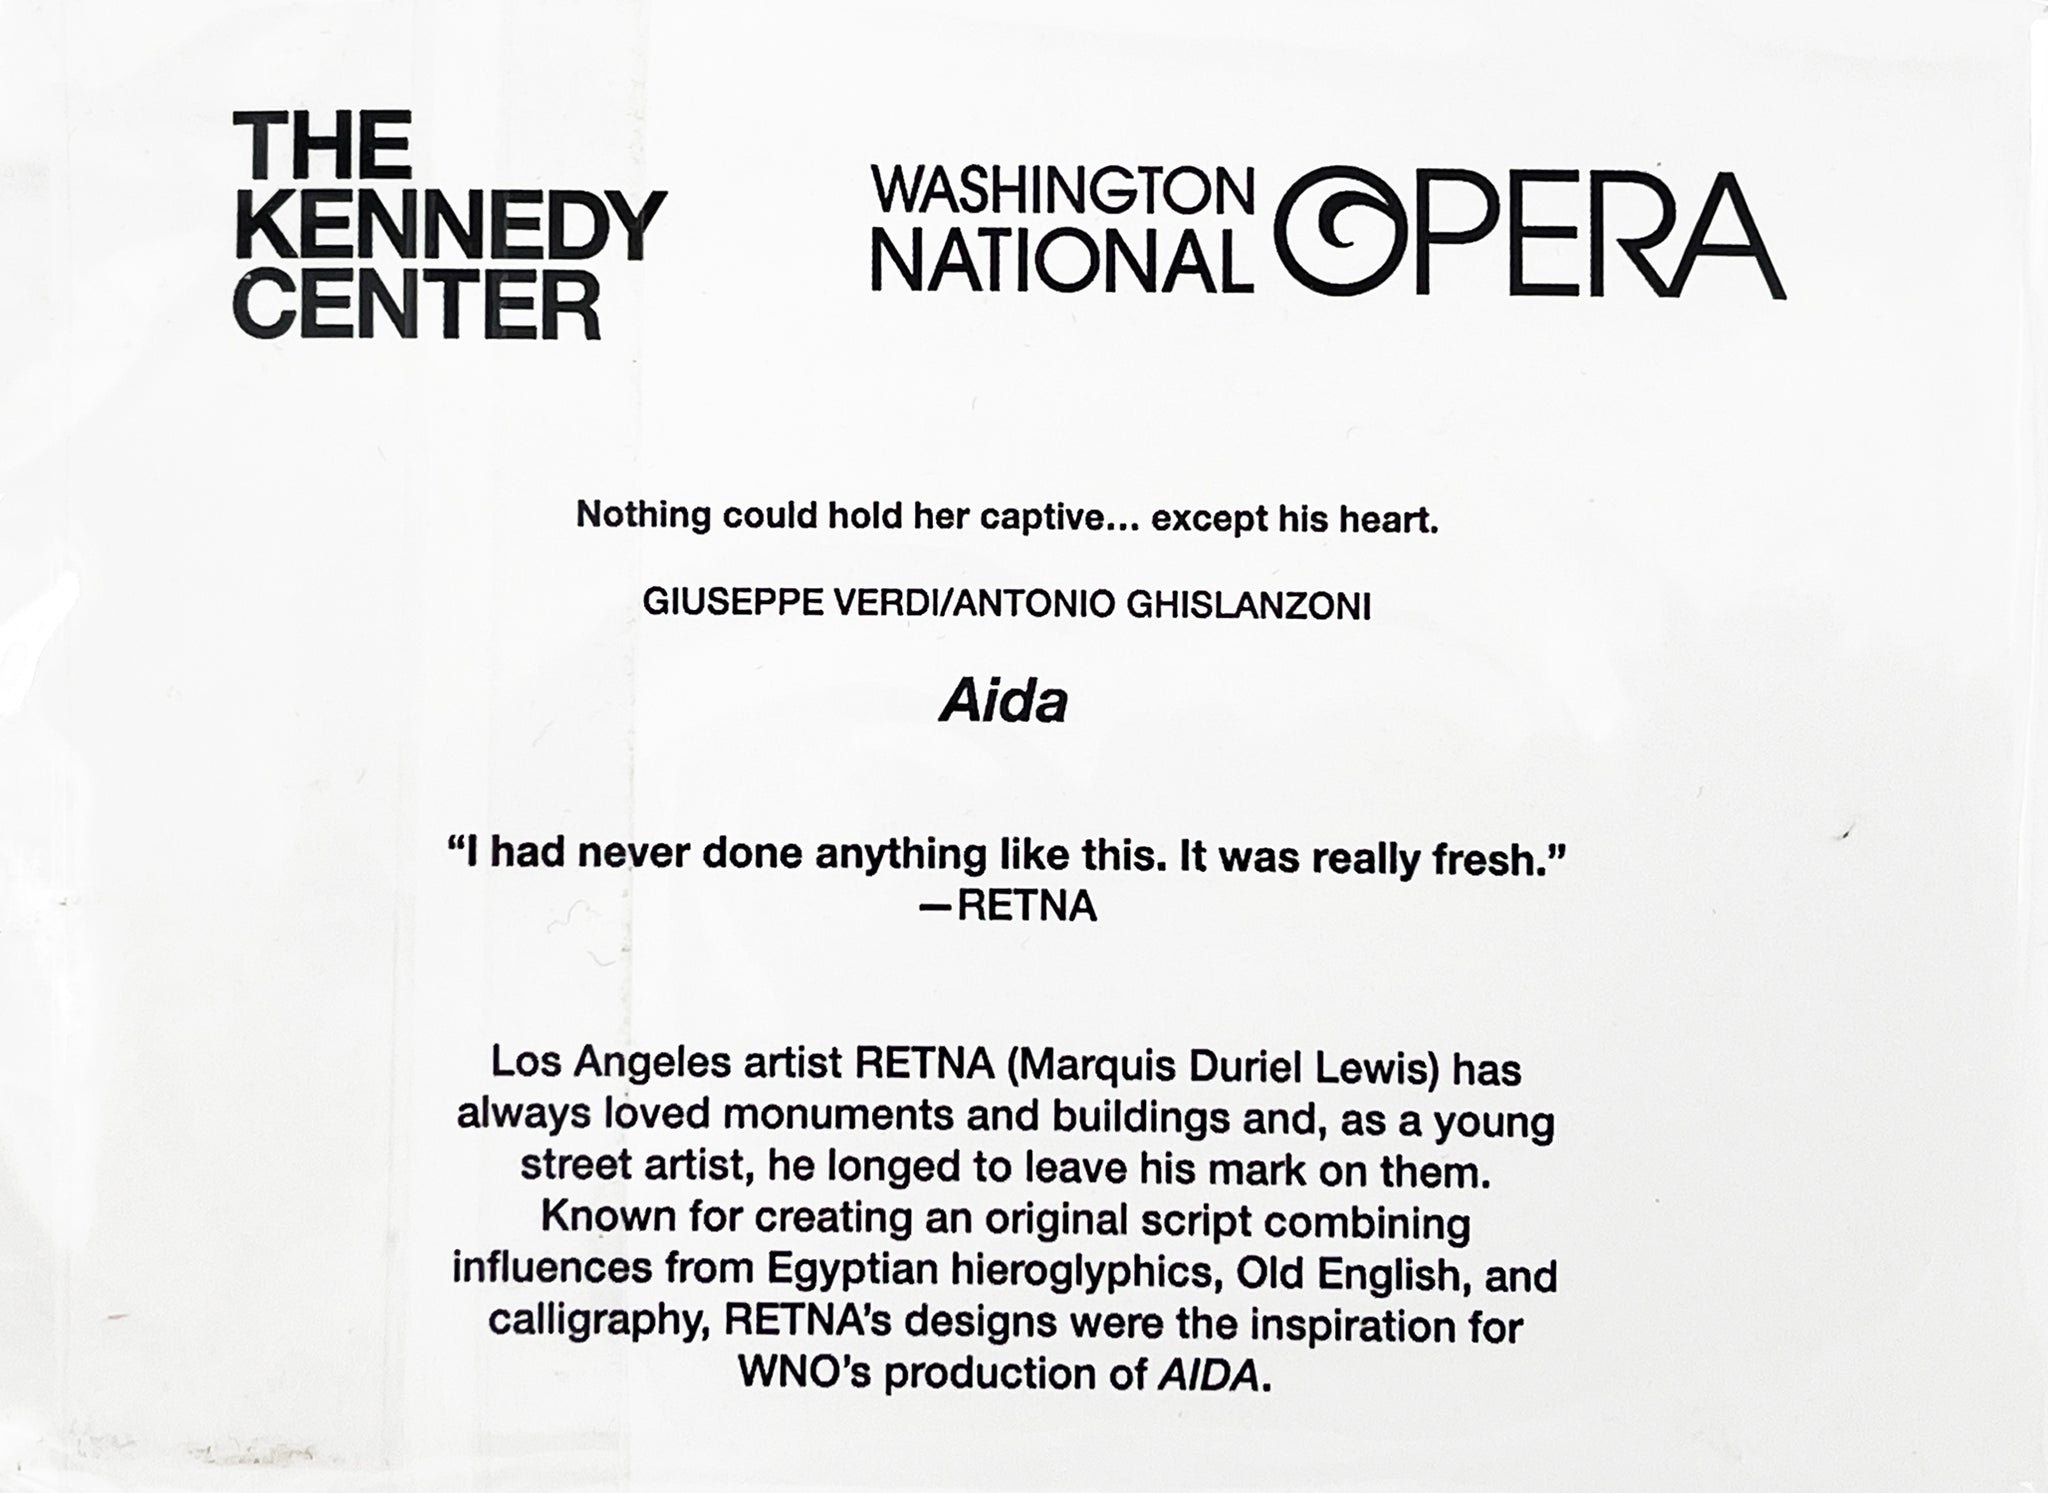 THE
KENNEDY
CENTER
WASHINGTON
NATIONAL OPERA
Nothing could hold her captive... except his heart.
GIUSEPPE VERDI/ANTONIO GHISLANZONI
Aida
“I had never done anything like this. It was really fresh.”
—RETNA
Los Angeles artist RETNA (Marquis Duriel Lewis) has
always loved monuments and buildings and, as a young
street artist, he longed to leave his mark on them.
Known for creating an original script combining
influences from Egyptian hieroglyphics, Old English, and
calligraphy, RETNA’s designs were the inspiration for
WNO’s production of AIDA.